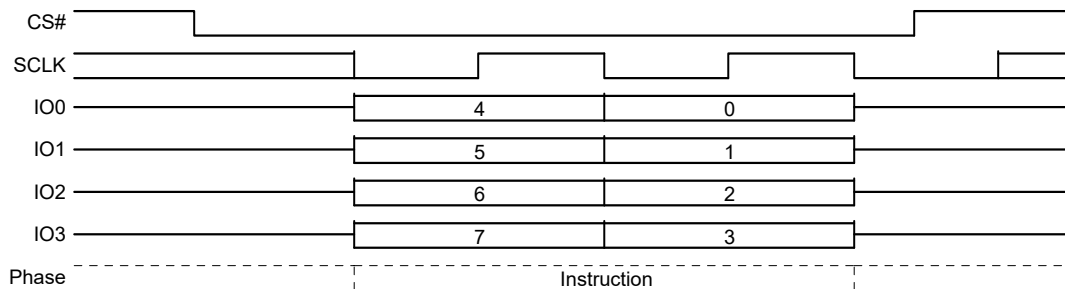 CS#
SCLK
IO0 4 0
IO1 5 1
IO2 6 2
IO3 7 3
Phase Instruction